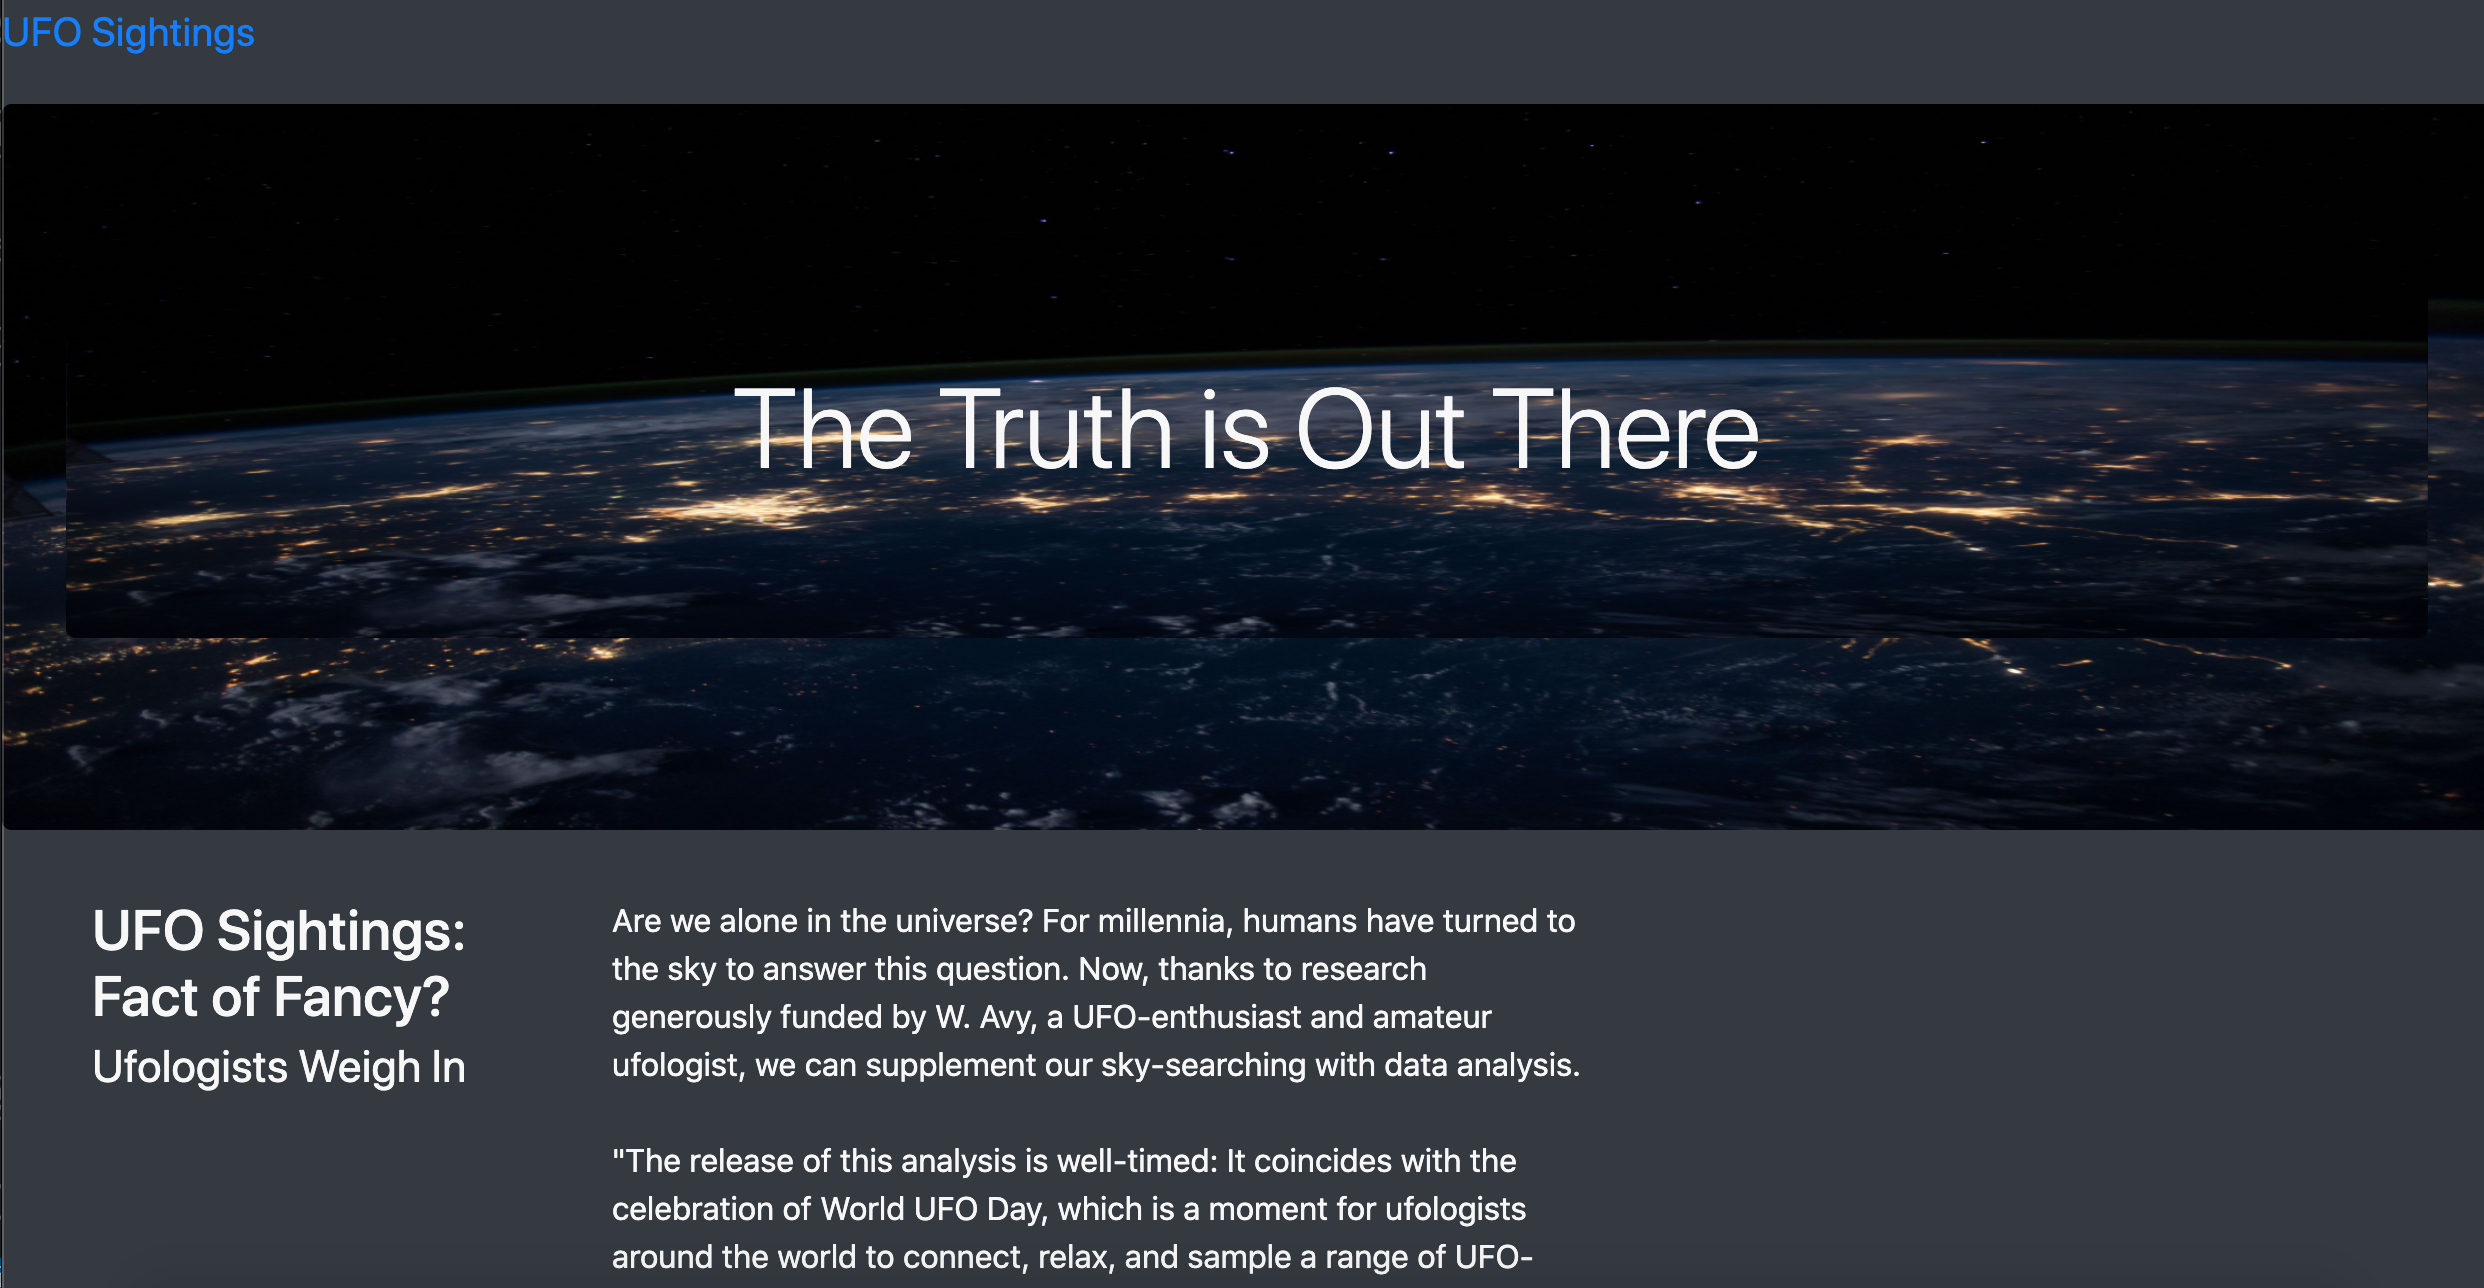 UFO Sightings
The Truth is Out There
UFO Sightings:
Fact of Fancy?
Ufologists Weigh In
Are we alone in the universe? For millennia, humans have turned to
the sky to answer this question. Now, thanks to research
generously funded by W. Avy, a UFO-enthusiast and amateur
ufologist, we can supplement our sky-searching with data analysis.
"The release of this analysis is well-timed: It coincides with the
celebration of World UFO Day, which is a moment for ufologists
around the world to connect, relax, and sample a range of UFO-